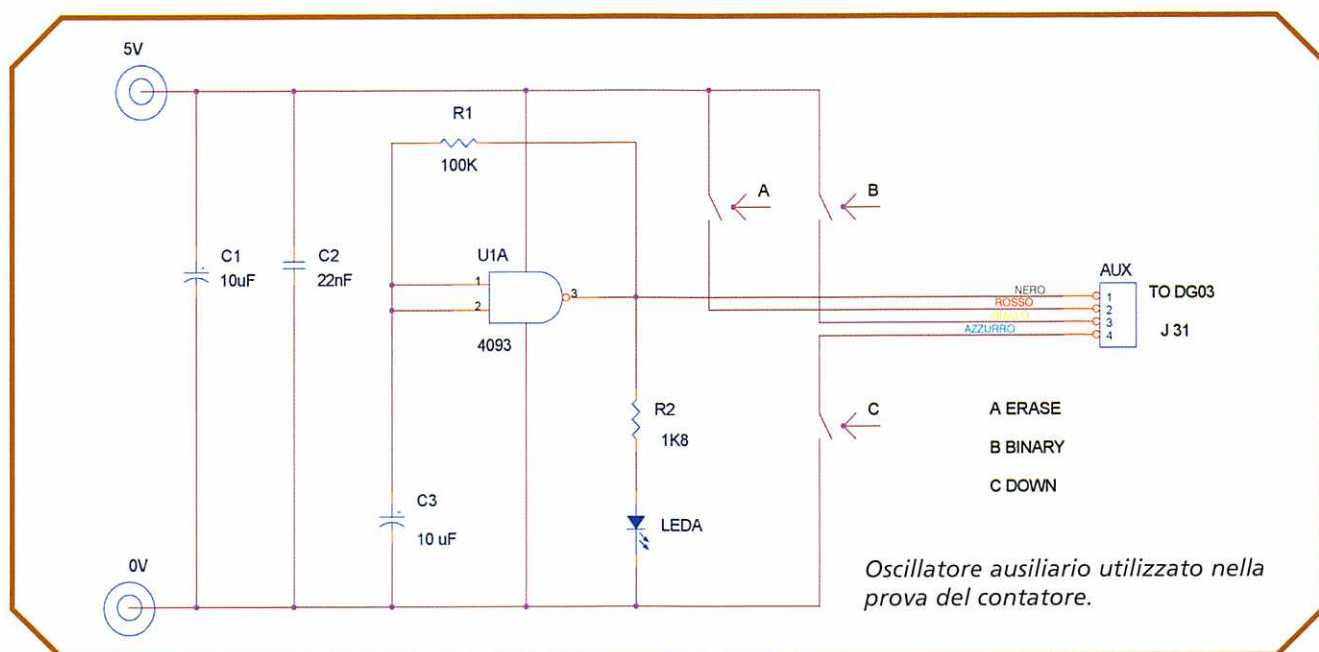 5V
R1
100K
A
B
C1
10uF
C2
22nF
U1A
1
2
3
4093
AUX
NERO
1
TO DG03
ROSSO
2
GIALLO
3
J 31
AZZURRO
4
R2
1K8
C
A ERASE
B BINARY
C DOWN
C3
10 uF
LEDA
0V
Oscillatore ausiliario utilizzato nella
prova del contatore.